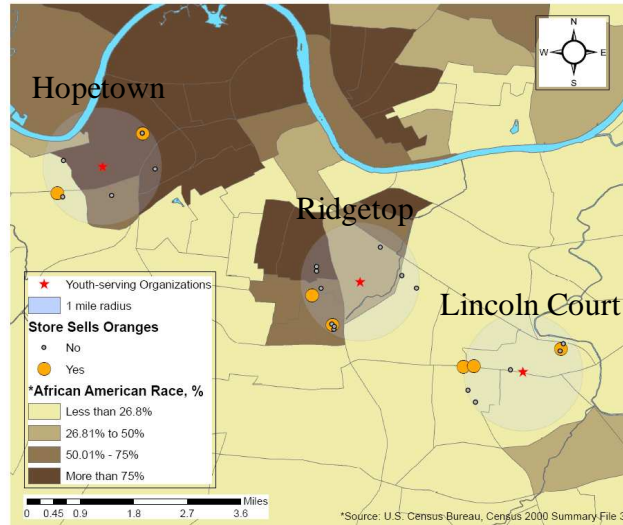 N
W E
S
Hopetown
Ridgetop
Lincoln Court
Youth-serving Organizations
1 mile radius
Store Sells Oranges
No
Yes
*African American Race, %
Less than 26.8%
26.81% to 50%
50.01% - 75%
More than 75%
Miles
0 0.45 0.9 1.8 2.7 3.6
*Source: U.S. Census Bureau, Census 2000 Summary File 3